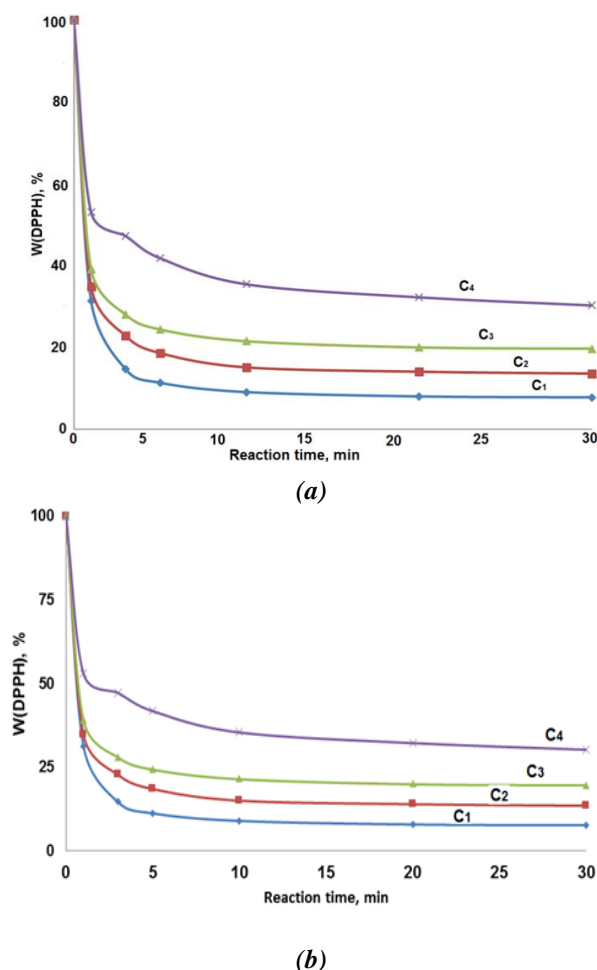 100
80
60
40
20
0
W(DPPH), %
C4
C3
C2
C1
0 5 10 15 20 25 30
Reaction time, min
(a)
100
75
50
25
0
W(DPPH), %
C4
C3
C2
C1
0 5 10 15 20 25 30
Reaction time, min
(b)